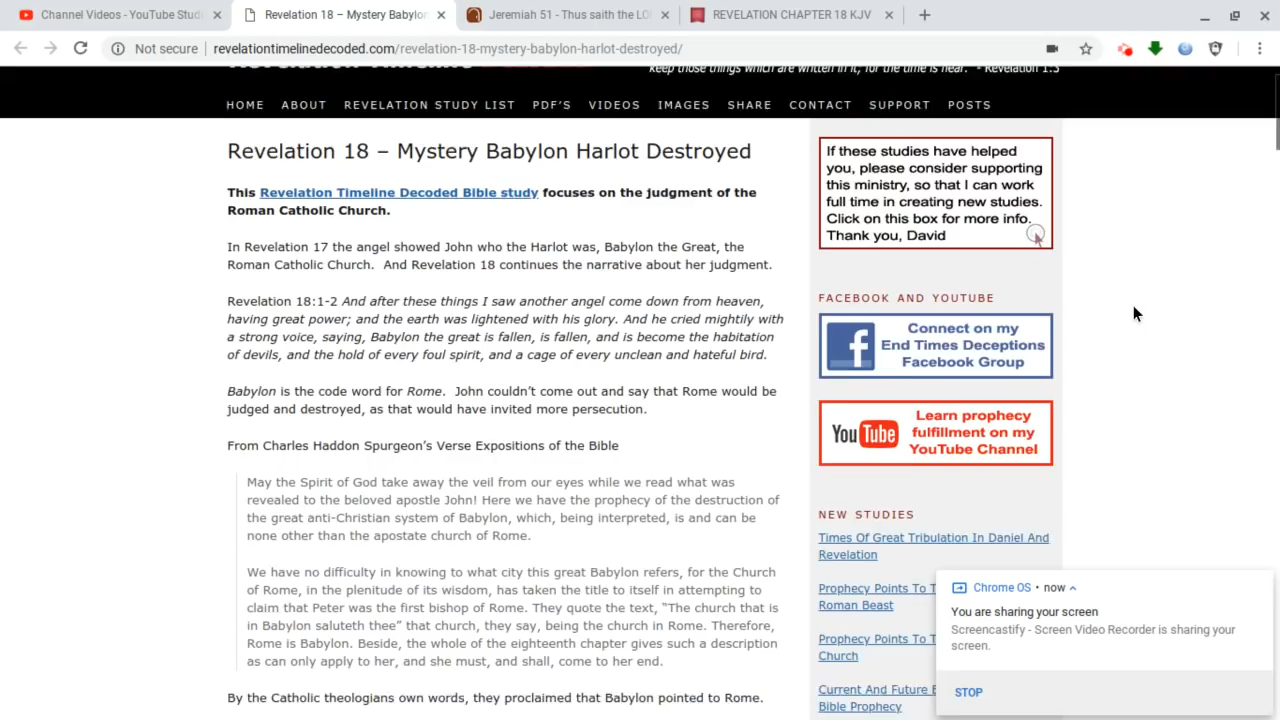 Channel Videos - YouTube Stud
Revelation 18 – Mystery Babylon
Jeremiah 51 - Thus saith the LO
REVELATION CHAPTER 18 KJV
Not secure
revelationtimelinedecoded.com/revelation-18-mystery-babylon-harlot-destroyed/
keep those things which are written in it; for the time is near." - Revelation 1:3
HOME ABOUT REVELATION STUDY LIST PDF'S VIDEOS IMAGES SHARE CONTACT SUPPORT POSTS
Revelation 18 – Mystery Babylon Harlot Destroyed
This Revelation Timeline Decoded Bible study focuses on the judgment of the
Roman Catholic Church.
In Revelation 17 the angel showed John who the Harlot was, Babylon the Great, the
Roman Catholic Church. And Revelation 18 continues the narrative about her judgment.
Revelation 18:1-2 And after these things I saw another angel come down from heaven,
having great power; and the earth was lightened with his glory. And he cried mightily with
a strong voice, saying, Babylon the great is fallen, is fallen, and is become the habitation
of devils, and the hold of every foul spirit, and a cage of every unclean and hateful bird.
Babylon is the code word for Rome. John couldn't come out and say that Rome would be
judged and destroyed, as that would have invited more persecution.
From Charles Haddon Spurgeon's Verse Expositions of the Bible
May the Spirit of God take away the veil from our eyes while we read what was
revealed to the beloved apostle John! Here we have the prophecy of the destruction of
the great anti-Christian system of Babylon, which, being interpreted, is and can be
none other than the apostate church of Rome.
We have no difficulty in knowing to what city this great Babylon refers, for the Church
of Rome, in the plenitude of its wisdom, has taken the title to itself in attempting to
claim that Peter was the first bishop of Rome. They quote the text, "The church that is
in Babylon saluteth thee" that church, they say, being the church in Rome. Therefore,
Rome is Babylon. Beside, the whole of the eighteenth chapter gives such a description
as can only apply to her, and she must, and shall, come to her end.
By the Catholic theologians own words, they proclaimed that Babylon pointed to Rome.
If these studies have helped
you, please consider supporting
this ministry, so that I can work
full time in creating new studies.
Click on this box for more info.
Thank you, David
FACEBOOK AND YOUTUBE
Connect on my
End Times Deceptions
Facebook Group
YouTube
Learn prophecy
fulfillment on my
YouTube Channel
NEW STUDIES
Times Of Great Tribulation In Daniel And
Revelation
Prophecy Points To T
Roman Beast
Prophecy Points To T
Church
Current And Future
Bible Prophecy
Chrome OS • now
You are sharing your screen
Screencastify - Screen Video Recorder is sharing your
screen.
STOP